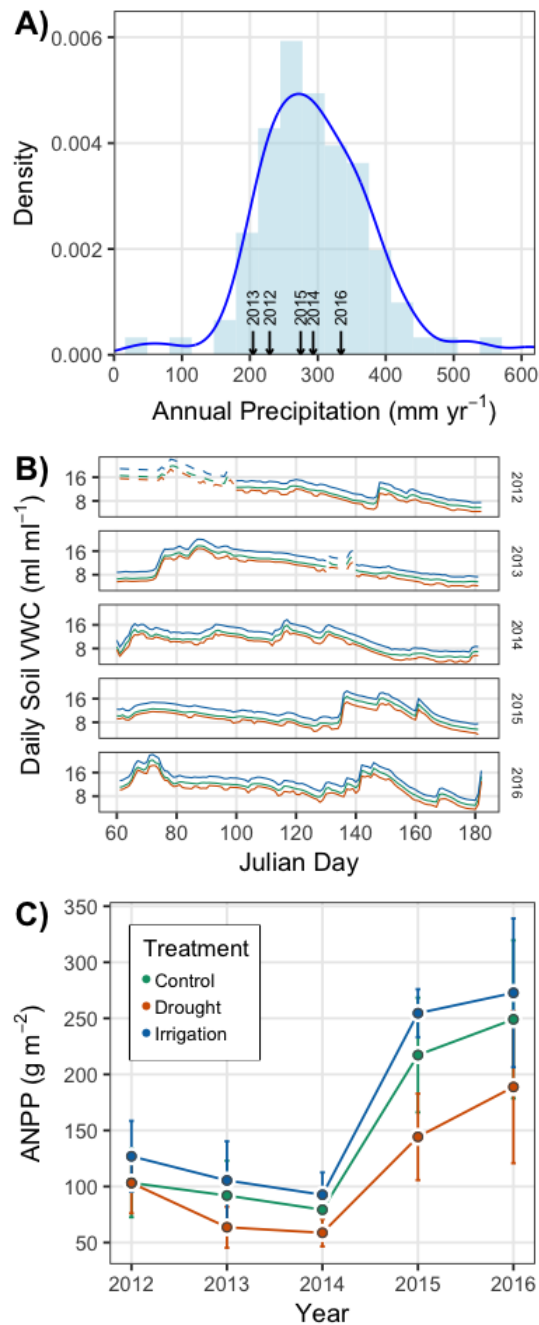 A)
0.006
0.004
0.002
0.000
Density
2013
2012
2015
2014
2016
0 100 200 300 400 500 600
Annual Precipitation (mm yr⁻¹)
B)
Daily Soil VWC (ml ml⁻¹)
16
8
2012
16
8
2013
16
8
2014
16
8
2015
16
8
2016
60 80 100 120 140 160 180
Julian Day
C)
350
300
250
200
150
100
50
ANPP (g m⁻²)
Treatment
Control
Drought
Irrigation
2012 2013 2014 2015 2016
Year